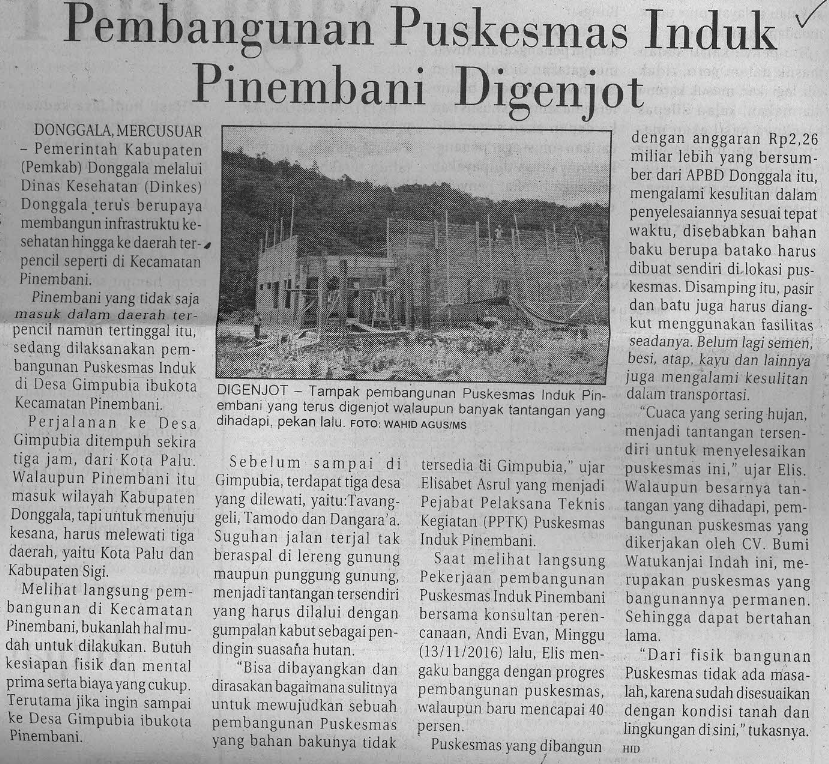 Pembangunan Puskesmas Induk
Pinembani Digenjot
DONGGALA, MERCUSUAR
– Pemerintah Kabupaten
(Pemkab) Donggala melalui
Dinas Kesehatan (Dinkes)
Donggala terus berupaya
membangun infrastruktu ke-
sehatan hingga ke daerah ter-
pencil seperti di Kecamatan
Pinembani.
Pinembani yang tidak saja
masuk dalam daerah ter-
pencil namun tertinggal itu,
sedang dilaksanakan pem-
bangunan Puskesmas Induk
di Desa Gimpubia ibukota
Kecamatan Pinembani.
Perjalanan ke Desa
Gimpubia ditempuh sekira
tiga jam, dari Kota Palu.
Walaupun Pinembani itu
masuk wilayah Kabupaten
Donggala, tapi untuk menuju
kesana, harus melewati tiga
daerah, yaitu Kota Palu dan
Kabupaten Sigi.
Melihat langsung pem-
bangunan di Kecamatan
Pinembani, bukanlah hal mu-
dah untuk dilakukan. Butuh
kesiapan fisik dan mental
prima serta biaya yang cukup.
Terutama jika ingin sampai
ke Desa Gimpubia ibukota
Pinembani.
DIGENJOT – Tampak pembangunan Puskesmas Induk Pin-
embani yang terus digenjot walaupun banyak tantangan yang
dihadapi, pekan lalu. FOTO: WAHID AGUS/MS
Sebelum sampai di
Gimpubia, terdapat tiga desa
yang dilewati, yaitu:Tavang-
geli, Tamodo dan Dangara'a.
Suguhan jalan terjal tak
beraspal di lereng gunung
maupun punggung gunung,
menjadi tantangan tersendiri
yang harus dilalui dengan
gumpalan kabut sebagai pen-
dingin suasana hutan.
"Bisa dibayangkan dan
dirasakan bagaimana sulitnya
untuk mewujudkan sebuah
pembangunan Puskesmas
yang bahan bakunya tidak
tersedia di Gimpubia," ujar
Elisabet Asrul yang menjadi
Pejabat Pelaksana Teknis
Kegiatan (PPTK) Puskesmas
Induk Pinembani.
Saat melihat langsung
Pekerjaan pembangunan
Puskesmas Induk Pinembani
bersama konsultan peren-
canaan, Andi Evan, Minggu
(13/11/2016) lalu, Elis men-
gaku bangga dengan progres
pembangunan puskesmas,
walaupun baru mencapai 40
persen.
Puskesmas yang dibangun
dengan anggaran Rp2,26
miliar lebih yang bersum-
ber dari APBD Donggala itu,
mengalami kesulitan dalam
penyelesaiannya sesuai tepat
waktu, disebabkan bahan
baku berupa batako harus
dibuat sendiri di lokasi pus-
kesmas. Disamping itu, pasir
dan batu juga harus diang-
kut menggunakan fasilitas
seadanya. Belum lagi semen,
besi, atap, kayu dan lainnya
juga mengalami kesulitan
dalam transportasi.
"Cuaca yang sering hujan,
menjadi tantangan tersen-
diri untuk menyelesaikan
puskesmas ini," ujar Elis.
Walaupun besarnya tan-
tangan yang dihadapi, pem-
bangunan puskesmas yang
dikerjakan oleh CV. Bumi
Watukanjai Indah ini, me-
rupakan puskesmas yang
bangunannya permanen.
Sehingga dapat bertahan
lama.
"Dari fisik bangunan
Puskesmas tidak ada masa-
lah, karena sudah disesuaikan
dengan kondisi tanah dan
lingkungan di sini," tukasnya.
HID